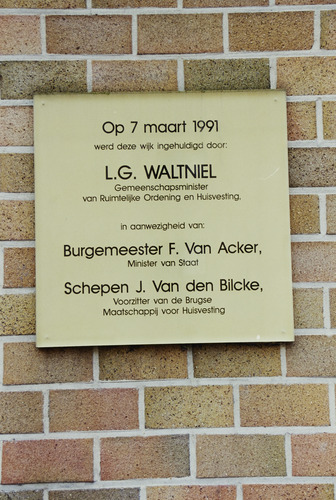 Op 7 maart 1991
werd deze wijk ingehuldigd door:
L.G. WALTNIEL
Gemeenschapsminister
van Ruimtelijke Ordening en Huisvesting,
in aanwezigheid van:
Burgemeester F. Van Acker,
Minister van Staat
Schepen J. Van den Bilcke,
Voorzitter van de Brugse
Maatschappij voor Huisvesting